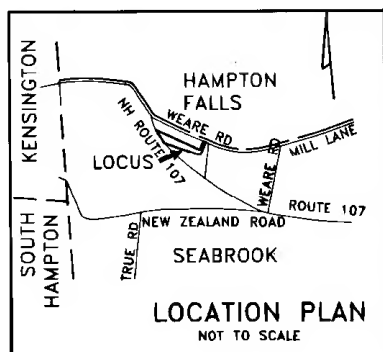 KENSINGTON
HAMPTON
FALLS
NH ROUTE 107
WEARE RD
LOCUS
WEARE RD
MILL LANE
ROUTE 107
NEW ZEALAND ROAD
SOUTH
HAMPTON
TRUE RD
SEABROOK
LOCATION PLAN
NOT TO SCALE